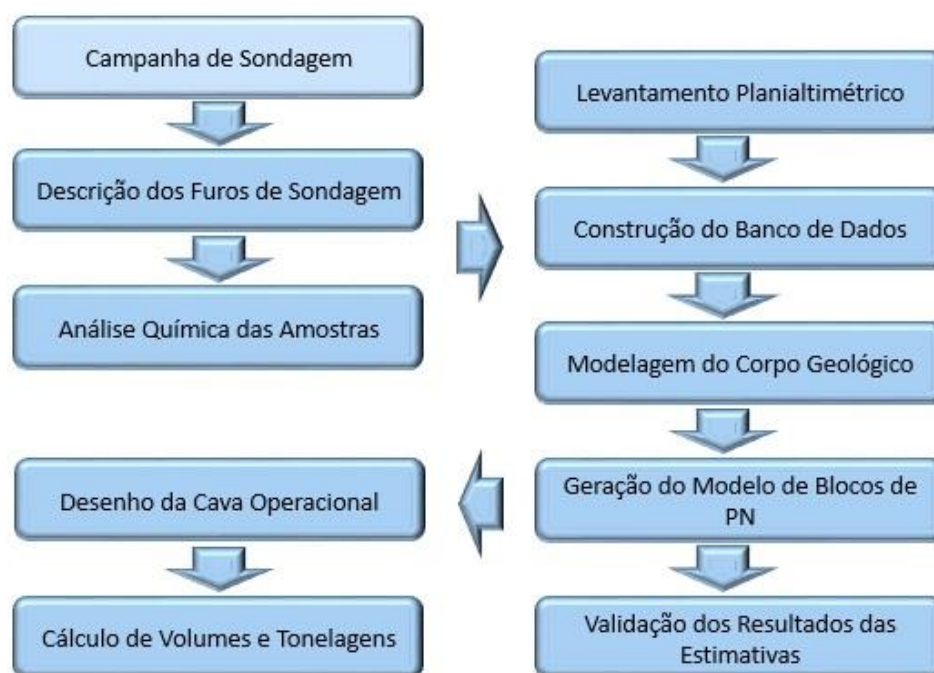 Campanha de Sondagem
Descrição dos Furos de Sondagem
Análise Química das Amostras
Levantamento Planialtimétrico
Construção do Banco de Dados
Modelagem do Corpo Geológico
Geração do Modelo de Blocos de
PN
Validação dos Resultados das
Estimativas
Desenho da Cava Operacional
Cálculo de Volumes e Tonelagens